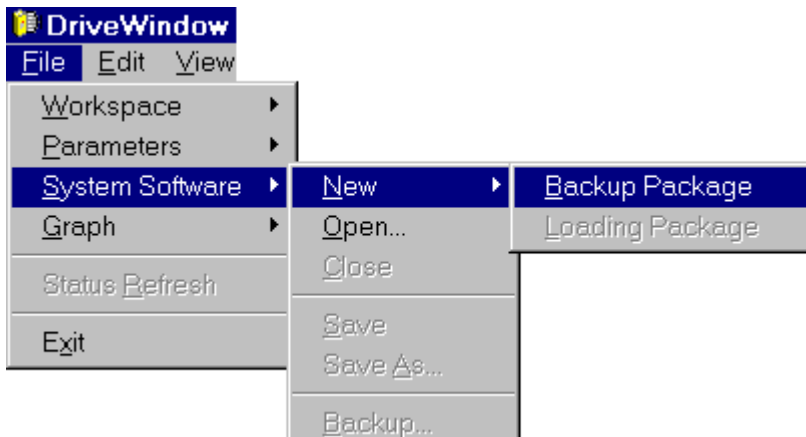 DriveWindow
File Edit View
Workspace
Parameters
System Software
Graph
Status Refresh
Exit
New
Open...
Close
Save
Save As...
Backup...
Backup Package
Loading Package